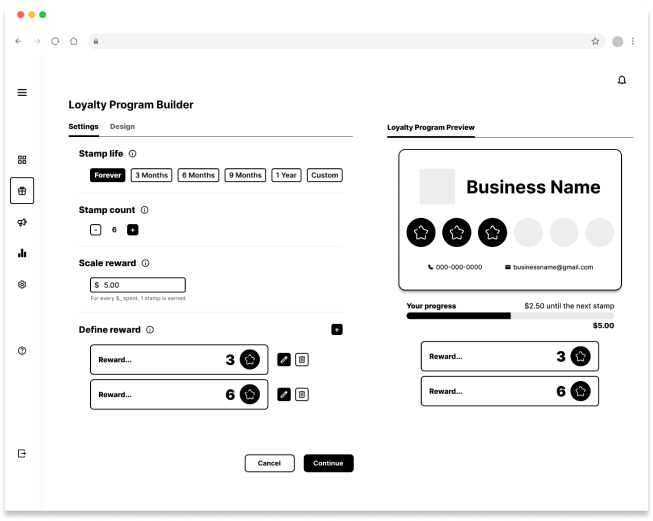 Loyalty Program Builder
Settings Design
Stamp life
Forever 3 Months 6 Months 9 Months 1 Year Custom
Stamp count
- 6 +
Scale reward
$ 5.00
For every $_ spent, 1 stamp is earned
Define reward +
Reward... 3
Reward... 6
Cancel Continue
Loyalty Program Preview
Business Name
000-000-0000 businessname@gmail.com
Your progress $2.50 until the next stamp
$5.00
Reward... 3
Reward... 6